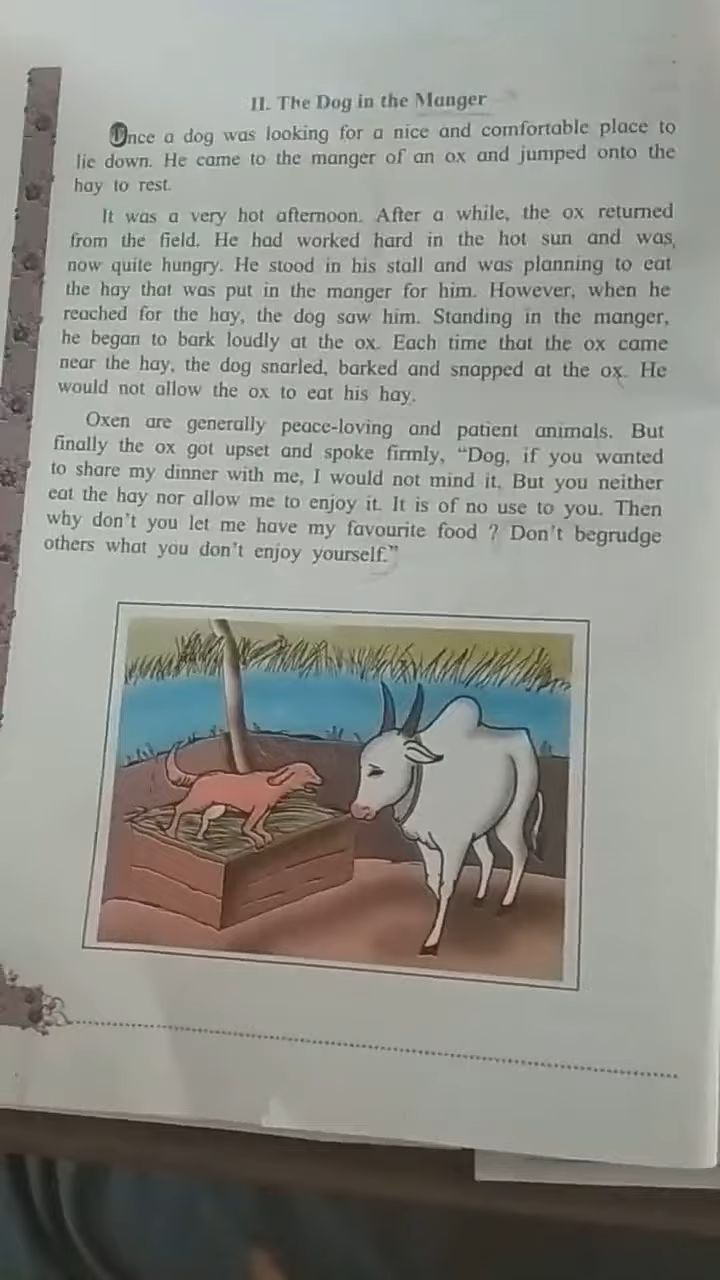 II. The Dog in the Manger
Once a dog was looking for a nice and comfortable place to
lie down. He came to the manger of an ox and jumped onto the
hay to rest.
It was a very hot afternoon. After a while, the ox returned
from the field. He had worked hard in the hot sun and was,
now quite hungry. He stood in his stall and was planning to eat
the hay that was put in the manger for him. However, when he
reached for the hay, the dog saw him. Standing in the manger,
he began to bark loudly at the ox. Each time that the ox came
near the hay, the dog snarled, barked and snapped at the ox. He
would not allow the ox to eat his hay.
Oxen are generally peace-loving and patient animals. But
finally the ox got upset and spoke firmly, “Dog, if you wanted
to share my dinner with me, I would not mind it. But you neither
eat the hay nor allow me to enjoy it. It is of no use to you. Then
why don’t you let me have my favourite food ? Don’t begrudge
others what you don’t enjoy yourself.”